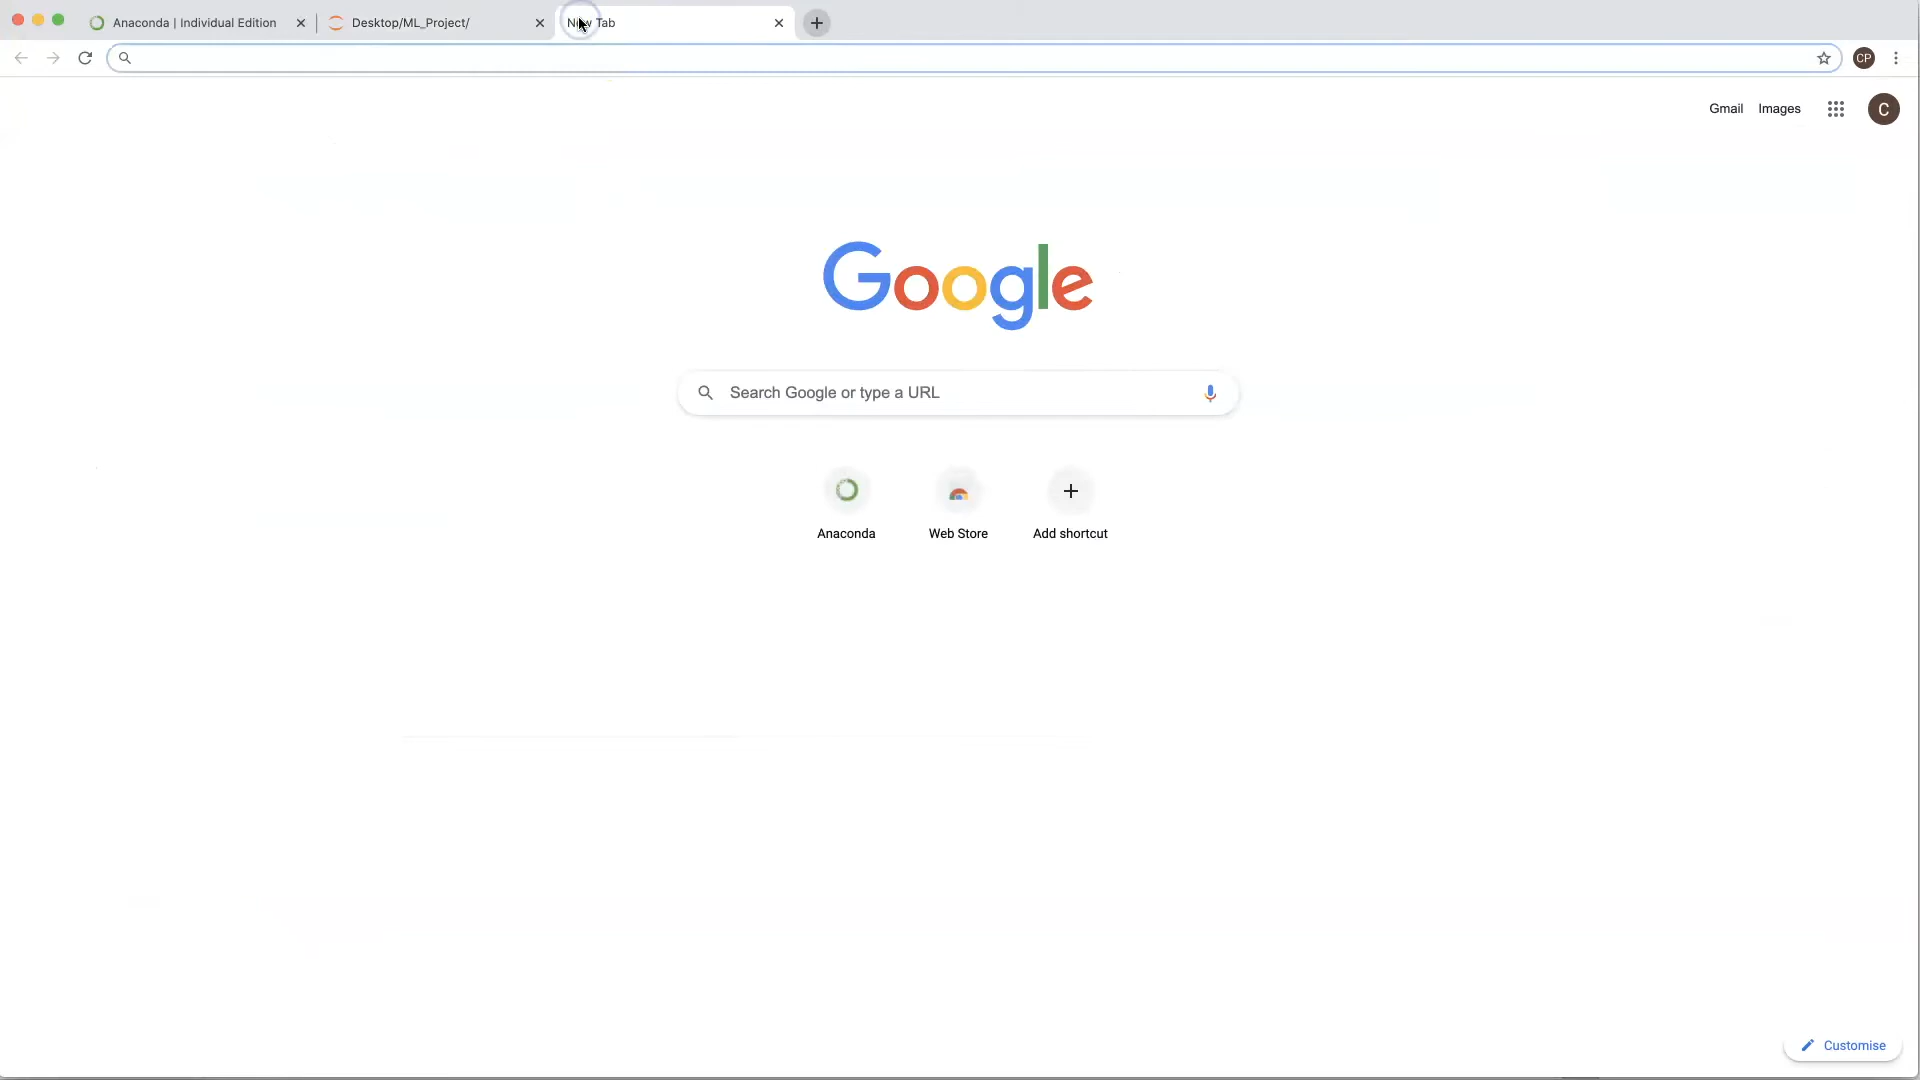 Anaconda | Individual Edition
Desktop/ML_Project/
New Tab
CP
Gmail
Images
C
Google
Search Google or type a URL
Anaconda
Web Store
Add shortcut
Customise